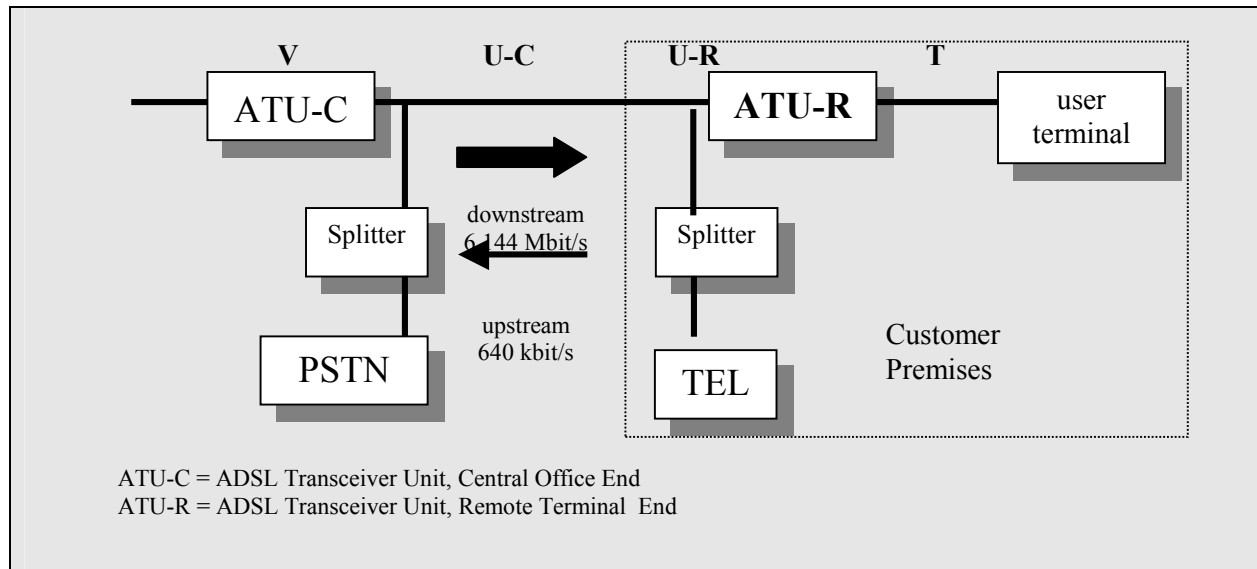 V U-C U-R T
ATU-C
ATU-R
user
terminal
Splitter
downstream
6.144 Mbit/s
Splitter
upstream
640 kbit/s
PSTN
TEL
Customer
Premises
ATU-C = ADSL Transceiver Unit, Central Office End
ATU-R = ADSL Transceiver Unit, Remote Terminal End